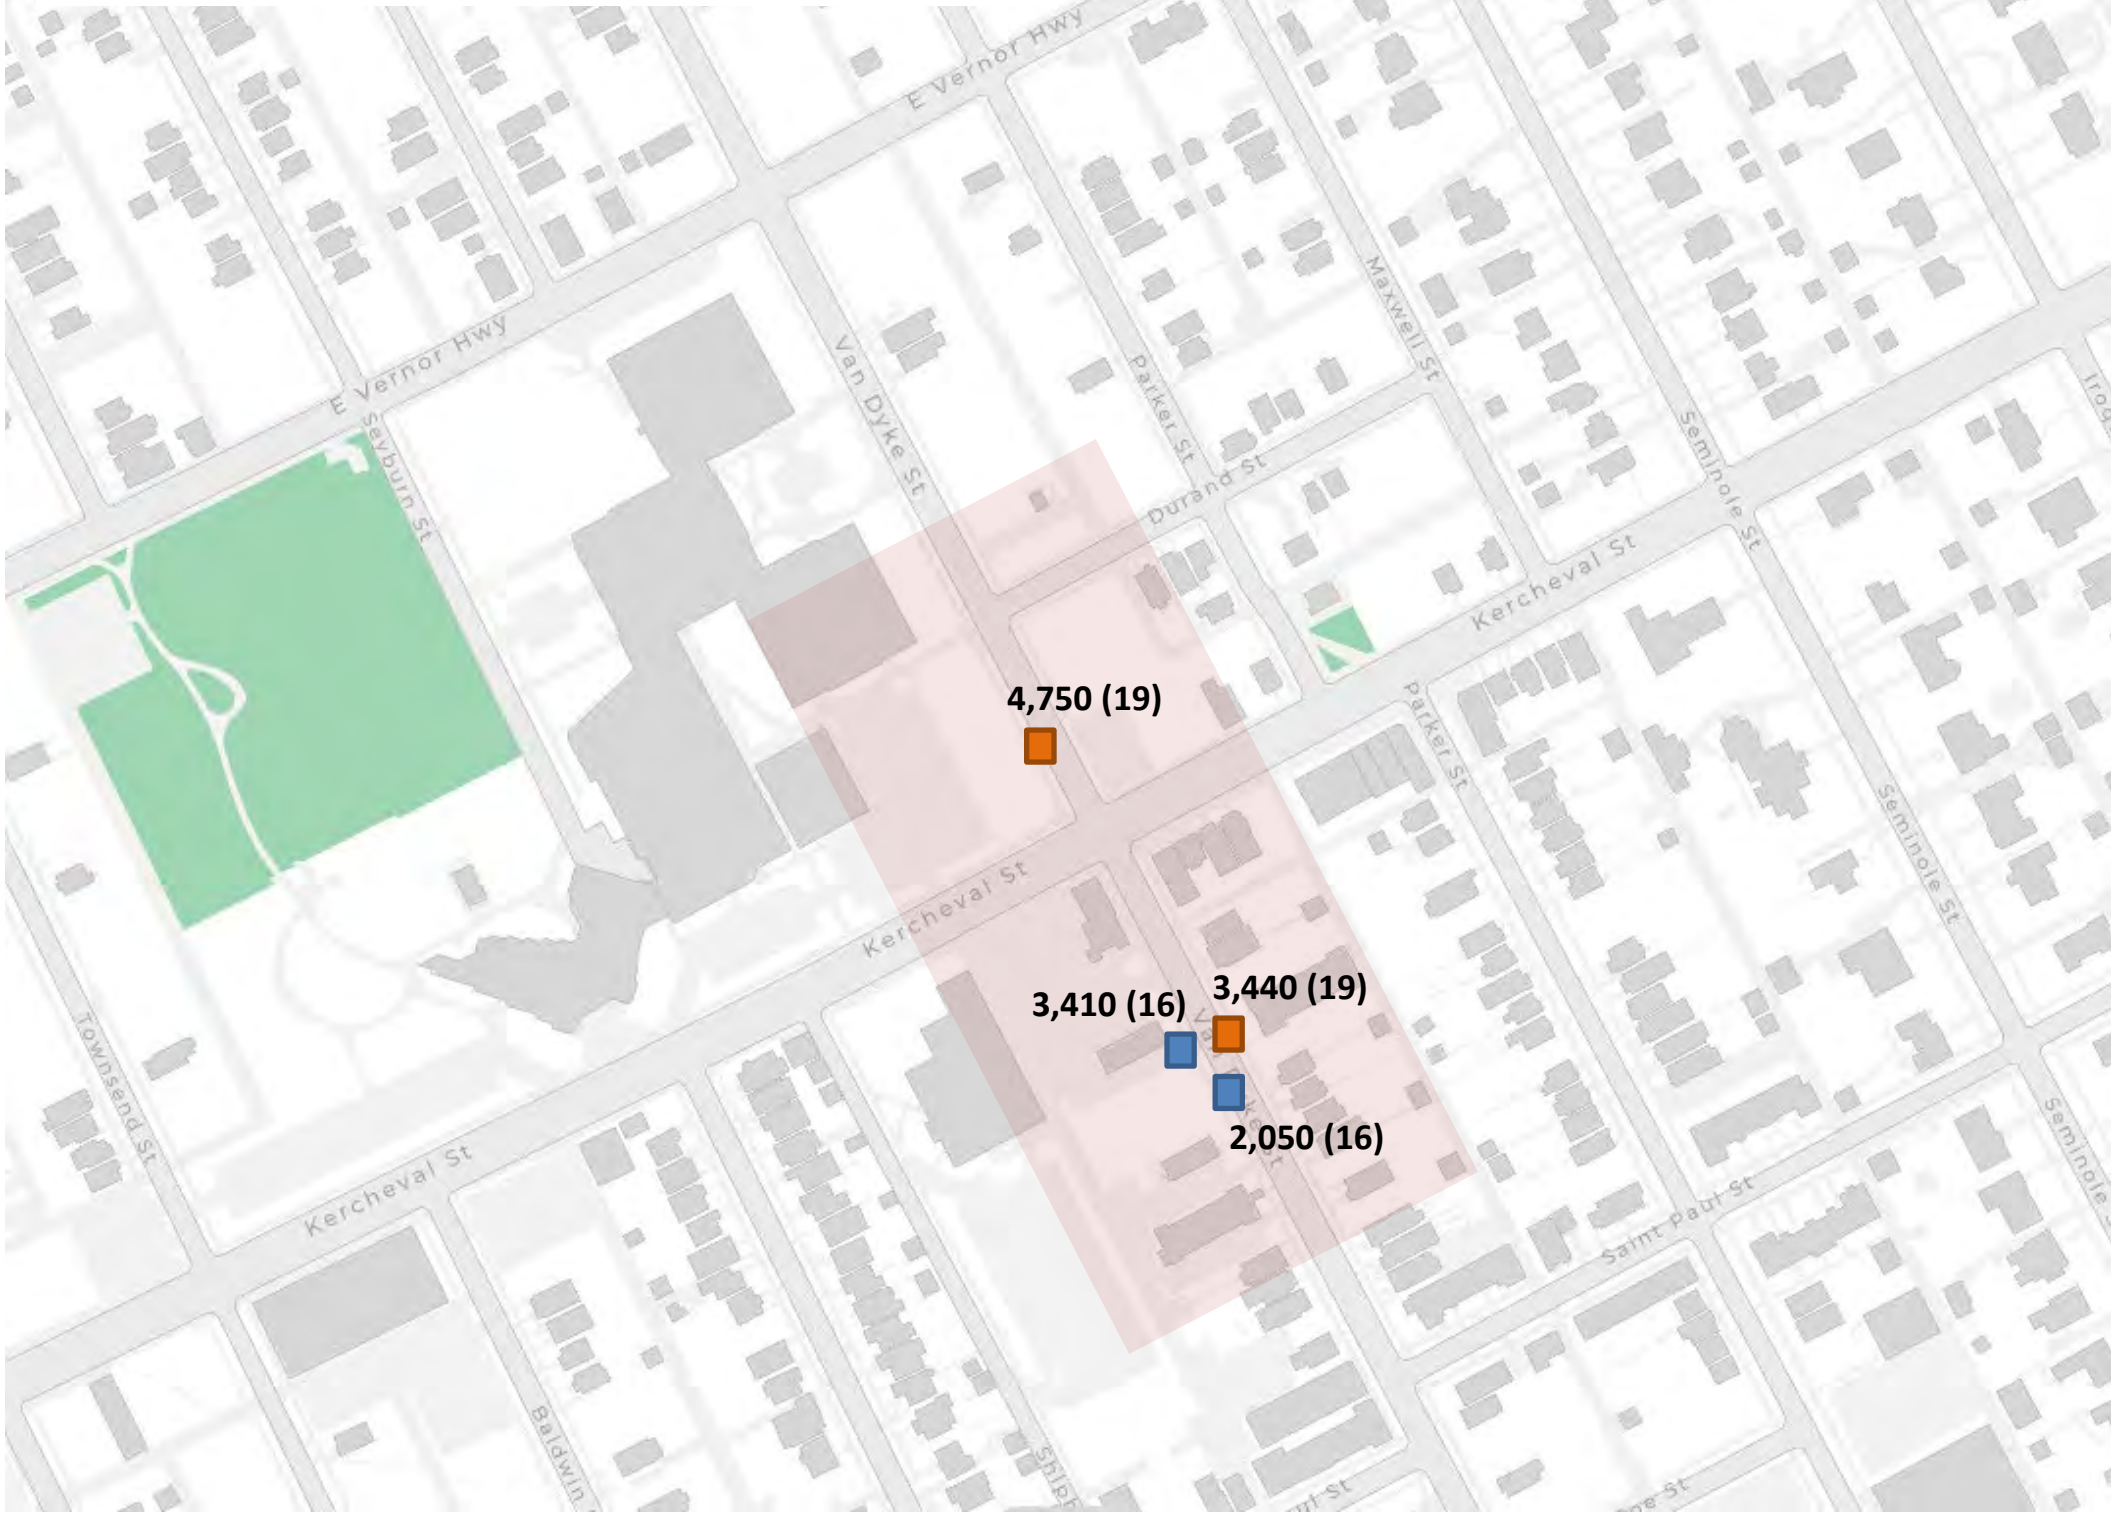 E Vernor Hwy
Maxwell St
E Vernor Hwy
Van Dyke St
Parker St
Seyburn St
Seminole St
Durand St
Kercheval St
4,750 (19)
Parker St
Seminole St
Kercheval St
3,440 (19)
3,410 (16)
Townsend St
2,050 (16)
Seminole
Kercheval St
Saint Paul St
Baldwin